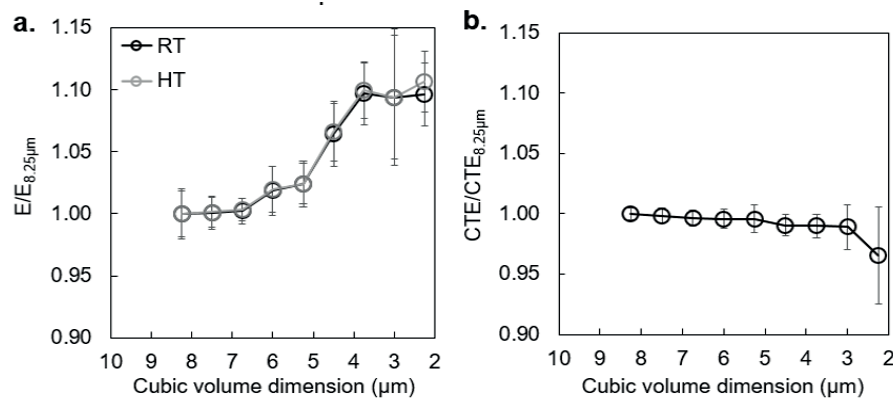 a.
1.15
1.10
1.05
1.00
0.95
0.90
E/E8.25µm
RT
HT
10 9 8 7 6 5 4 3 2
Cubic volume dimension (µm)
b.
1.15
1.10
1.05
1.00
0.95
0.90
CTE/CTE8.25µm
10 9 8 7 6 5 4 3 2
Cubic volume dimension (µm)